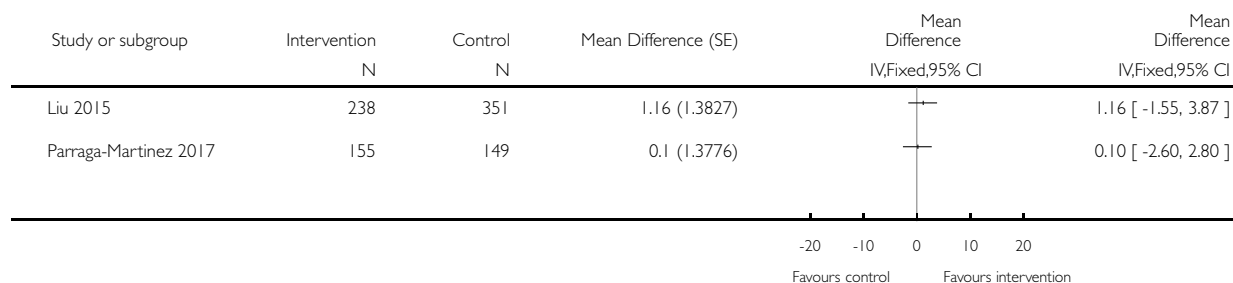 Study or subgroup Intervention Control Mean Difference (SE) Mean Difference Mean Difference
N N IV,Fixed,95% CI IV,Fixed,95% CI
Liu 2015 238 351 1.16 (1.3827) 1.16 [ -1.55, 3.87 ]
Parraga-Martinez 2017 155 149 0.1 (1.3776) 0.10 [ -2.60, 2.80 ]
-20 -10 0 10 20
Favours control Favours intervention